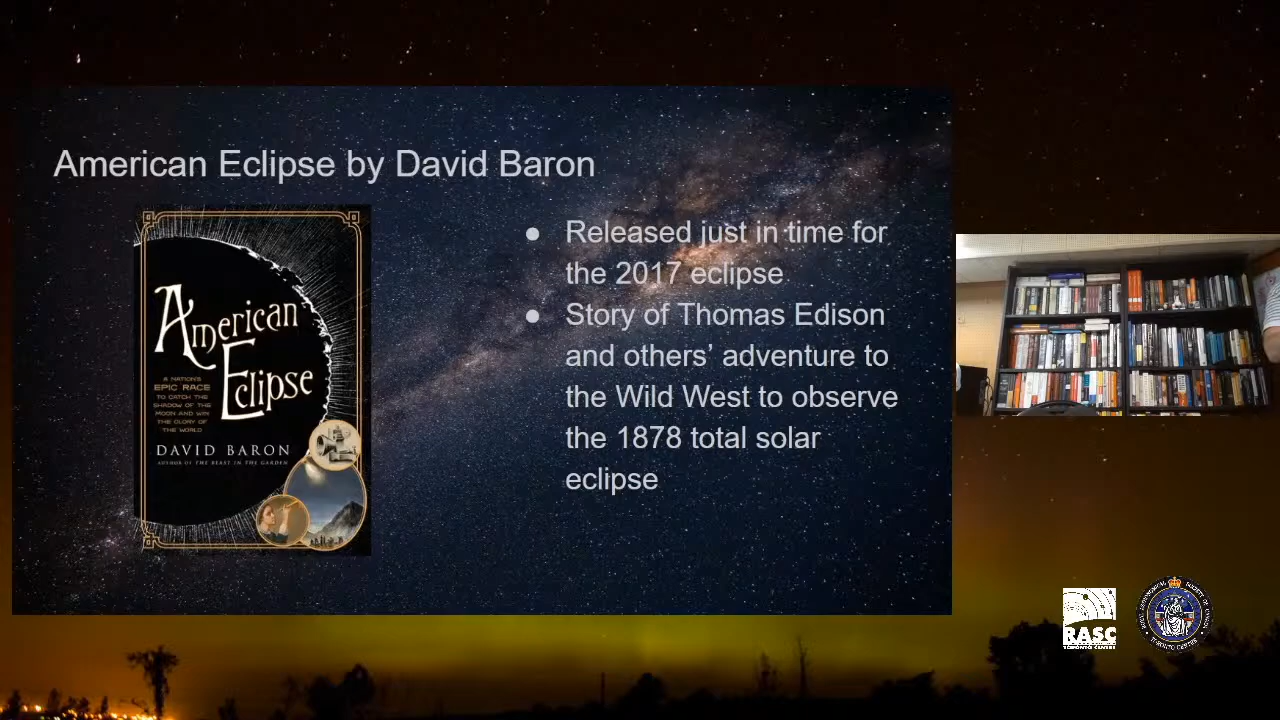 American Eclipse by David Baron
American
Eclipse
A NATION'S
EPIC RACE
TO CATCH THE
SHADOW OF THE
MOON AND WIN
THE GLORY OF
THE WORLD
DAVID BARON
AUTHOR OF THE BEAST IN THE GARDEN
● Released just in time for
the 2017 eclipse
● Story of Thomas Edison
and others’ adventure to
the Wild West to observe
the 1878 total solar
eclipse
RASC
TORONTO CENTRE